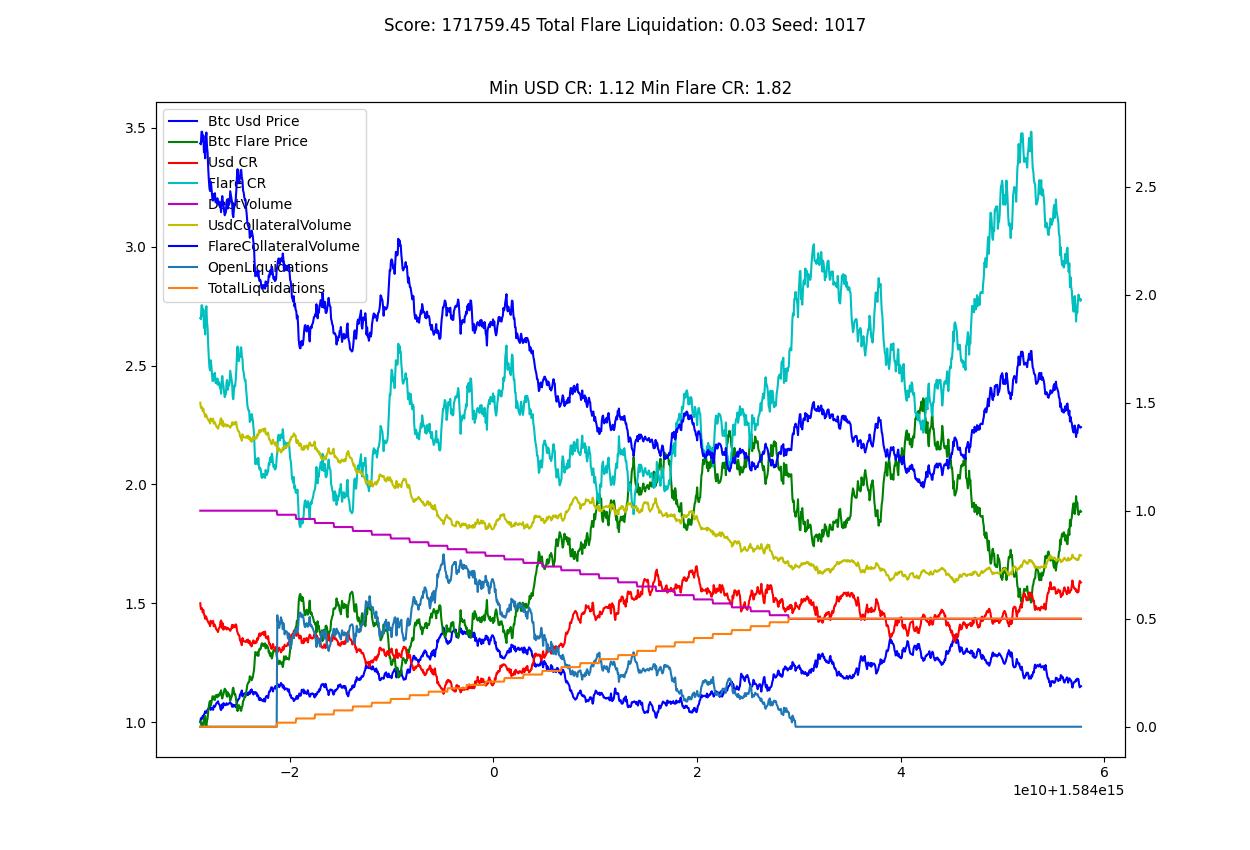 Score: 171759.45 Total Flare Liquidation: 0.03 Seed: 1017
Min USD CR: 1.12 Min Flare CR: 1.82
Btc Usd Price
Btc Flare Price
Usd CR
Flare CR
DebtVolume
UsdCollateralVolume
FlareCollateralVolume
OpenLiquidations
TotalLiquidations
3.5
3.0
2.5
2.0
1.5
1.0
2.5
2.0
1.5
1.0
0.5
0.0
−2
0
2
4
6
1e10+1.584e15